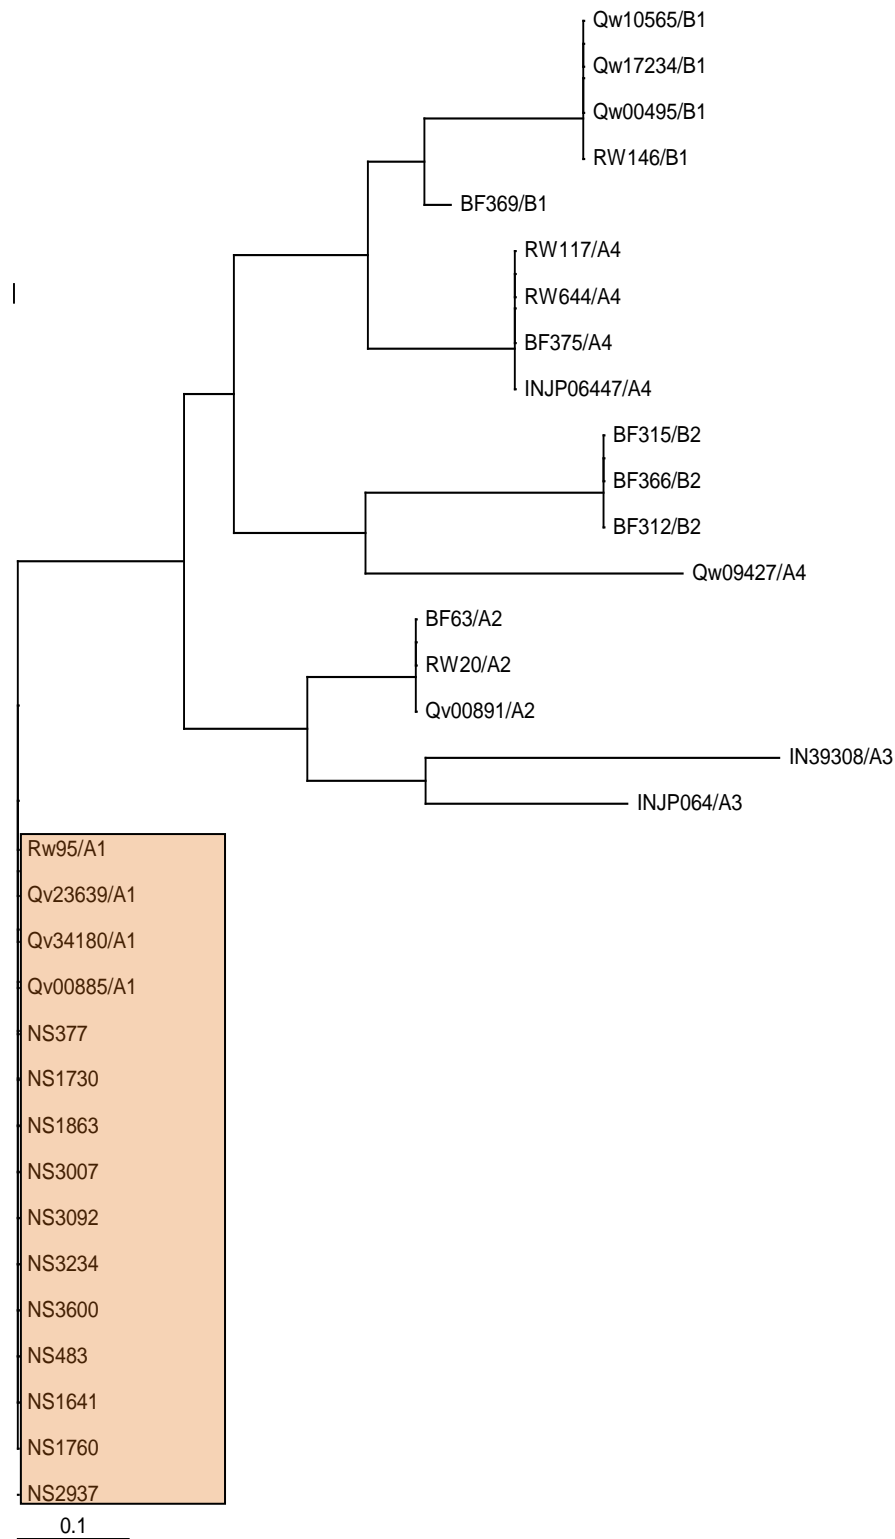 Qw10565/B1
Qw17234/B1
Qw00495/B1
RW146/B1
BF369/B1
RW117/A4
RW644/A4
BF375/A4
INJP06447/A4
BF315/B2
BF366/B2
BF312/B2
Qw09427/A4
BF63/A2
RW20/A2
Qv00891/A2
IN39308/A3
INJP064/A3
Rw95/A1
Qv23639/A1
Qv34180/A1
Qv00885/A1
NS377
NS1730
NS1863
NS3007
NS3092
NS3234
NS3600
NS483
NS1641
NS1760
NS2937
0.1